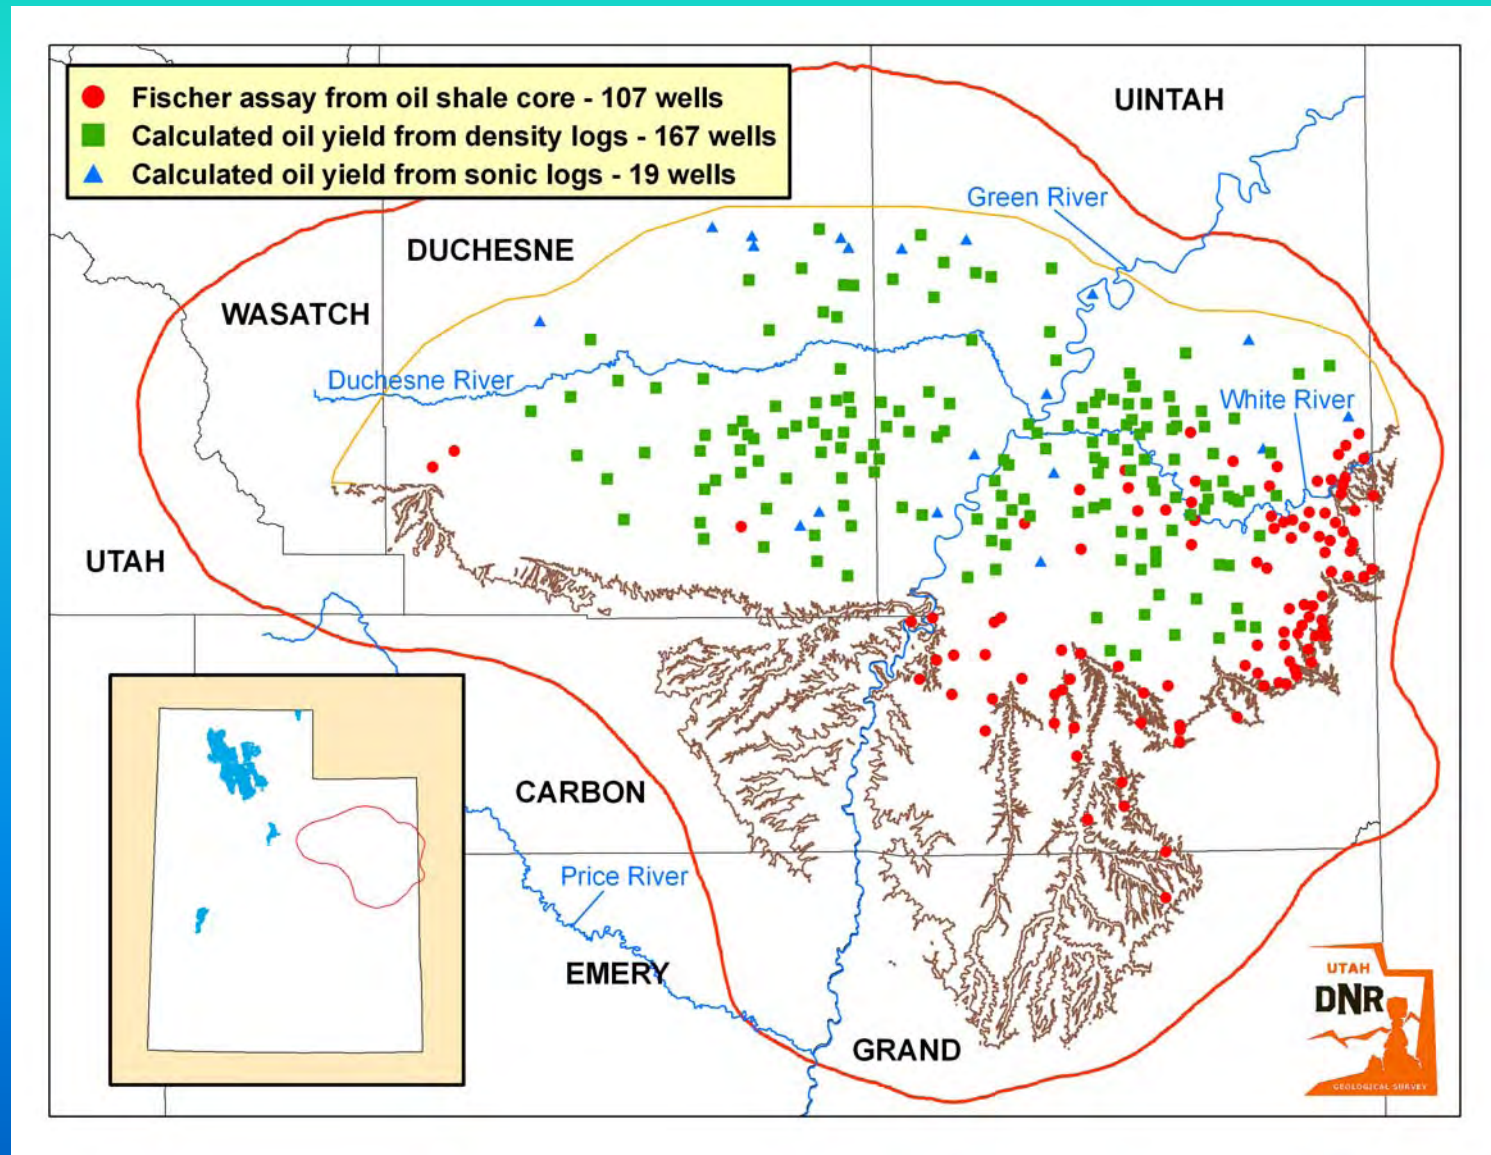 Fischer assay from oil shale core - 107 wells
Calculated oil yield from density logs - 167 wells
Calculated oil yield from sonic logs - 19 wells
UINTAH
Green River
DUCHESNE
WASATCH
Duchesne River
White River
UTAH
CARBON
Price River
EMERY
GRAND
UTAH
DNR
GEOLOGICAL SURVEY